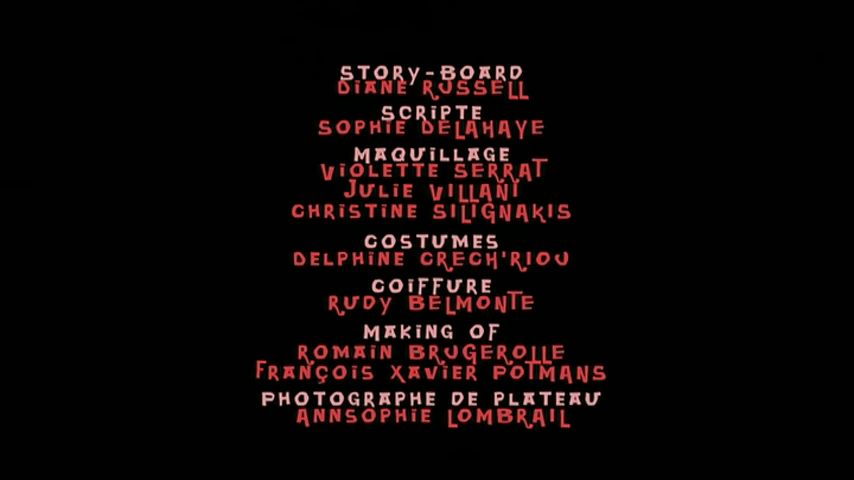 STORY-BOARD
DIANE RUSSELL
SCRIPTE
SOPHIE DELAHAYE
MAQUILLAGE
VIOLETTE SERRAT
JULIE VILLANI
CHRISTINE SILIGNAKIS
COSTUMES
DELPHINE CRECH'RIOU
COIFFURE
RUDY BELMONTE
MAKING OF
ROMAIN BRUGEROLLE
FRANÇOIS XAVIER POTMANS
PHOTOGRAPHE DE PLATEAU
ANNSOPHIE LOMBRAIL